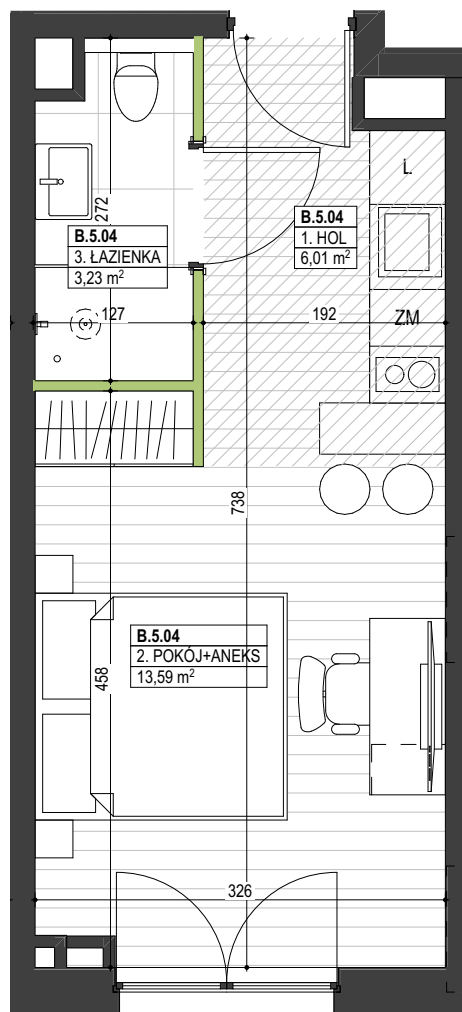 L.
272
B.5.04
3. ŁAZIENKA
3,23 m²
B.5.04
1. HOL
6,01 m²
127
192
ZM
738
458
B.5.04
2. POKÓJ+ANEKS
13,59 m²
326